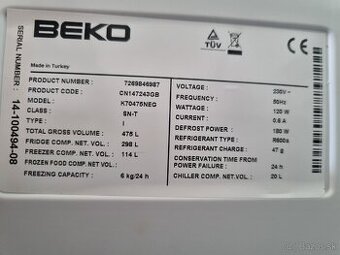 BEKO
TÜV
CE
Made in Turkey
SERIAL NUMBER :
14-100494-08
PRODUCT NUMBER : 7269846987
PRODUCT CODE : CN147243GB
MODEL : K70475NEG
CLASS : SN-T
TYPE : I
TOTAL GROSS VOLUME : 475 L
FRIDGE COMP. NET VOL. : 298 L
FREEZER COMP. NET VOL. : 114 L
FROZEN FOOD COMP. NET VOL. :
FREEZING CAPACITY : 6 kg/24 h
VOLTAGE : 230V ~
FREQUENCY : 50Hz
WATTAGE : 120 W
CURRENT : 0.6 A
DEFROST POWER : 180 W
REFRIGERANT TYPE : R600a
REFRIGERANT CHARGE : 47 g
CONSERVATION TIME FROM
POWER FAILURE : 24 h
CHILLER COMP. NET VOL. : 20 L